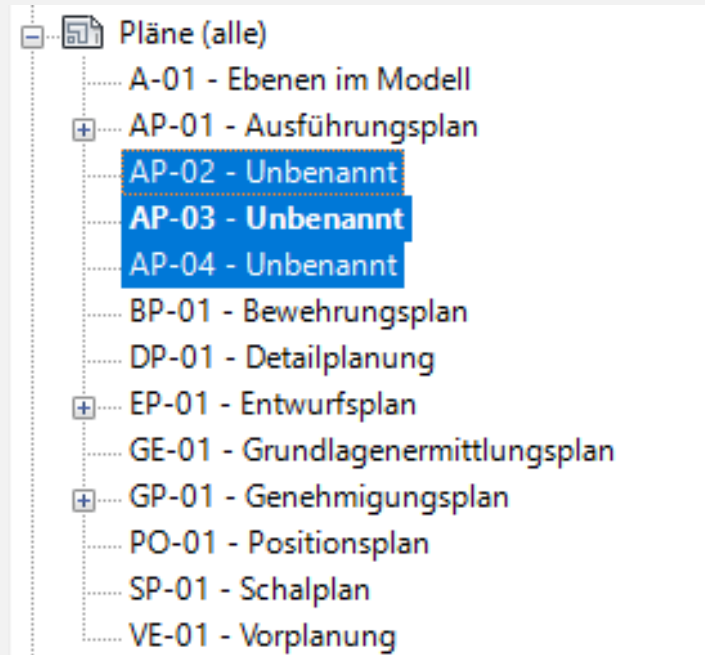 Pläne (alle)
A-01 - Ebenen im Modell
AP-01 - Ausführungsplan
AP-02 - Unbenannt
AP-03 - Unbenannt
AP-04 - Unbenannt
BP-01 - Bewehrungsplan
DP-01 - Detailplanung
EP-01 - Entwurfsplan
GE-01 - Grundlagenermittlungsplan
GP-01 - Genehmigungsplan
PO-01 - Positionsplan
SP-01 - Schalplan
VE-01 - Vorplanung